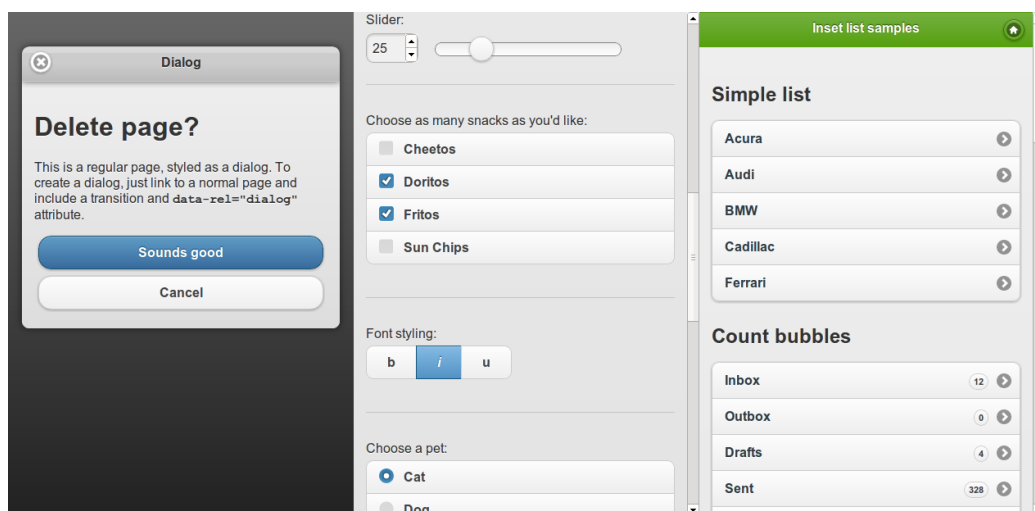 Dialog
Delete page?
This is a regular page, styled as a dialog. To
create a dialog, just link to a normal page and
include a transition and data-rel="dialog"
attribute.
Sounds good
Cancel
Slider:
25
Choose as many snacks as you'd like:
Cheetos
Doritos
Fritos
Sun Chips
Font styling:
b i u
Choose a pet:
Cat
Dog
Inset list samples
Simple list
Acura
Audi
BMW
Cadillac
Ferrari
Count bubbles
Inbox 12
Outbox 0
Drafts 4
Sent 328